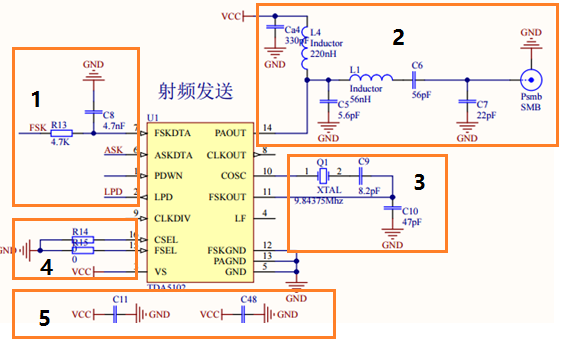 VCC
Ca4
330pF
L4
Inductor
220nH
2
GND
L1
Inductor
56nH
C6
56pF
Psmb
SMB
C5
5.6pF
GND
C7
22pF
GND
1
GND
C8
4.7nF
FSK
R13
4.7K
ASK
LPD
射频发送
U1
7 FSKDTA PAOUT 14
6 ASKDTA CLKOUT 8
1 PDWN COSC 10
2 LPD FSKOUT 11
9 CLKDIV LF 4
16 CSEL FSKGND 12
15 FSEL PAGND 13
VS GND 5
TDA5102
GND
Q1
1 2
XTAL
9.84375Mhz
C9
8.2pF
3
C10
47pF
GND
GND
R14
R15
0
VCC
4
5
VCC
C11
GND
VCC
C48
GND